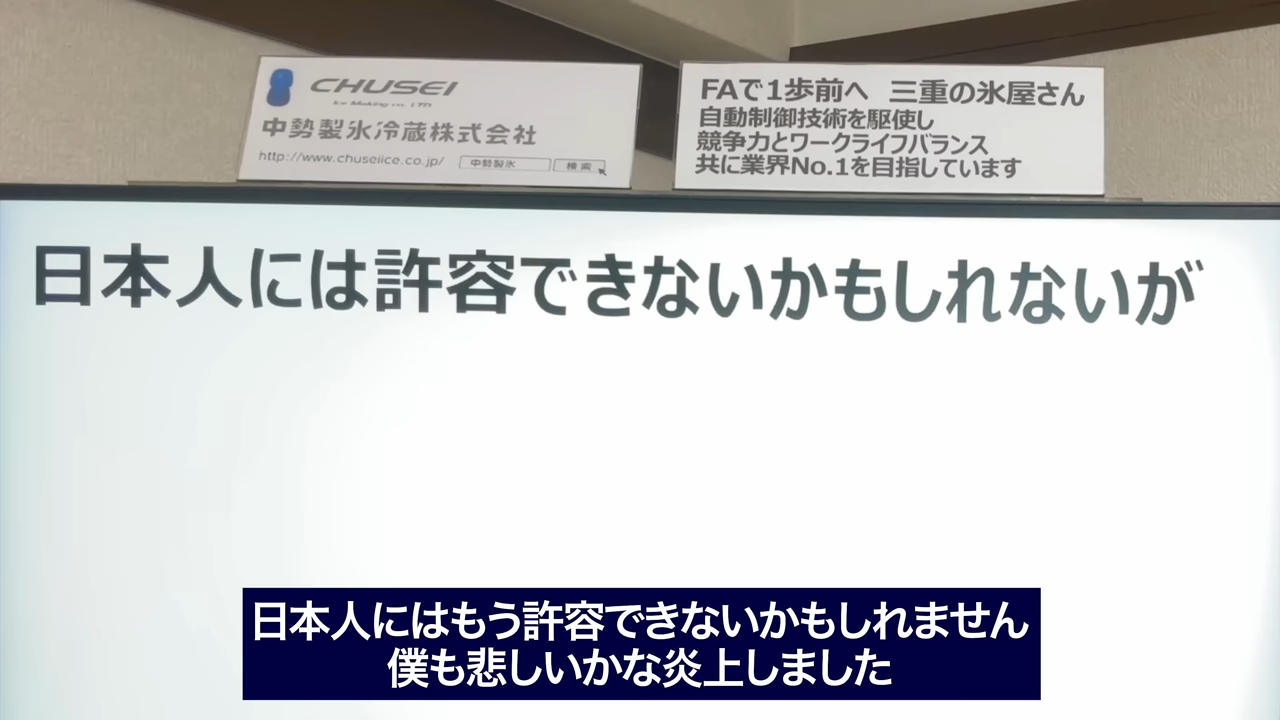 CHUSEI
Ice Making co. LTD
中勢製氷冷蔵株式会社
http://www.chuseiice.co.jp/ 中勢製氷 検索
FAで1歩前へ 三重の氷屋さん
自動制御技術を駆使し
競争力とワークライフバランス
共に業界No.1を目指しています
日本人には許容できないかもしれないが
日本人にはもう許容できないかもしれません
僕も悲しいかな炎上しました